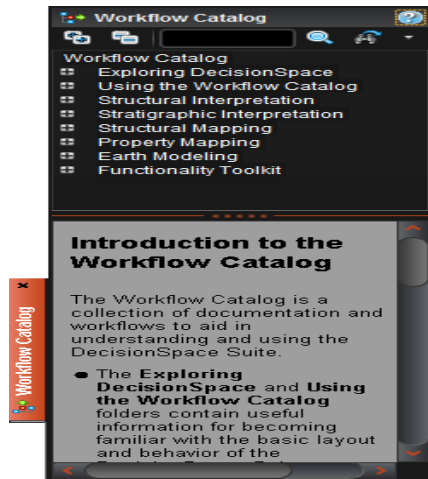 Workflow Catalog
Workflow Catalog
Exploring DecisionSpace
Using the Workflow Catalog
Structural Interpretation
Stratigraphic Interpretation
Structural Mapping
Property Mapping
Earth Modeling
Functionality Toolkit
Introduction to the
Workflow Catalog
The Workflow Catalog is a
collection of documentation and
workflows to aid in
understanding and using the
DecisionSpace Suite.
● The Exploring
DecisionSpace and Using
the Workflow Catalog
folders contain useful
information for becoming
familiar with the basic layout
and behavior of the
Workflow Catalog